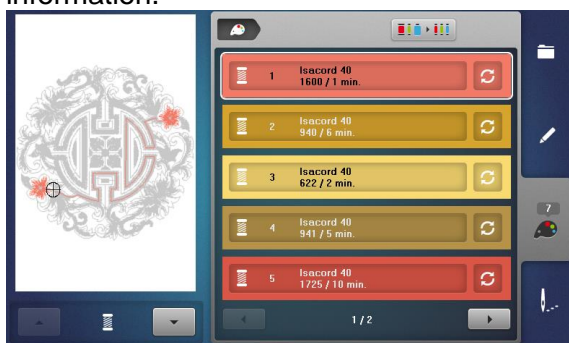 information.
1
Isacord 40
1600 / 1 min.
2
Isacord 40
940 / 6 min.
3
Isacord 40
622 / 2 min.
4
Isacord 40
941 / 5 min.
5
Isacord 40
1725 / 10 min.
1 / 2
7